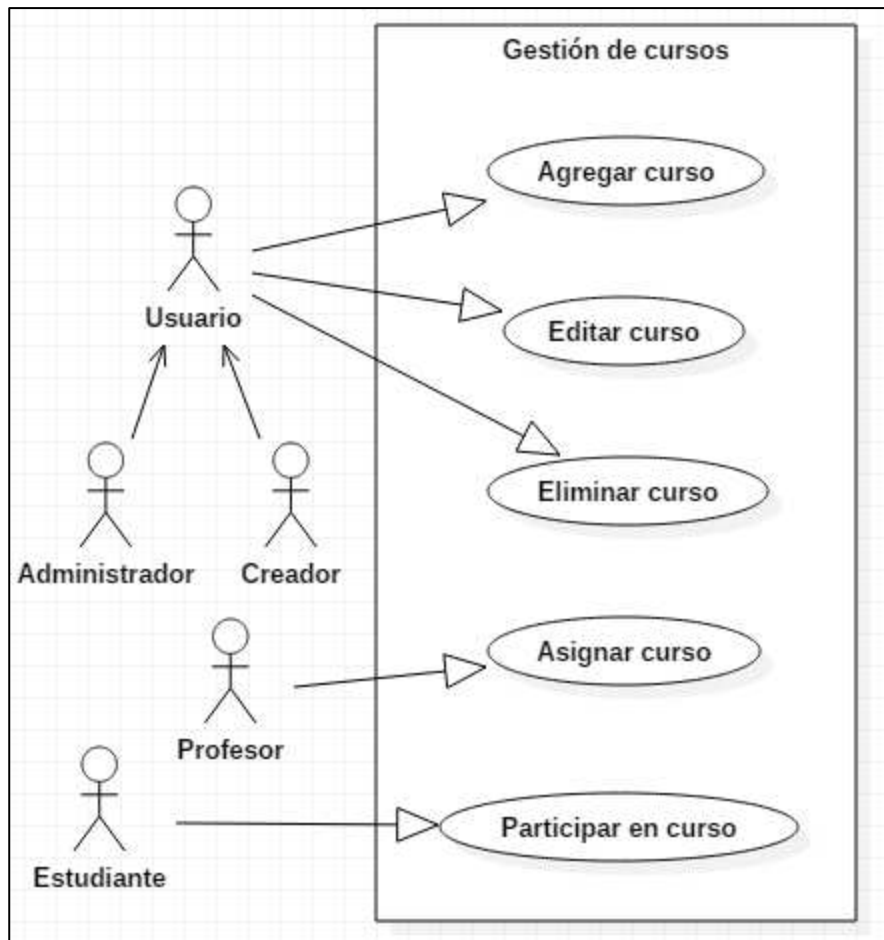 Gestión de cursos
Agregar curso
Usuario
Editar curso
Eliminar curso
Administrador
Creador
Asignar curso
Profesor
Participar en curso
Estudiante